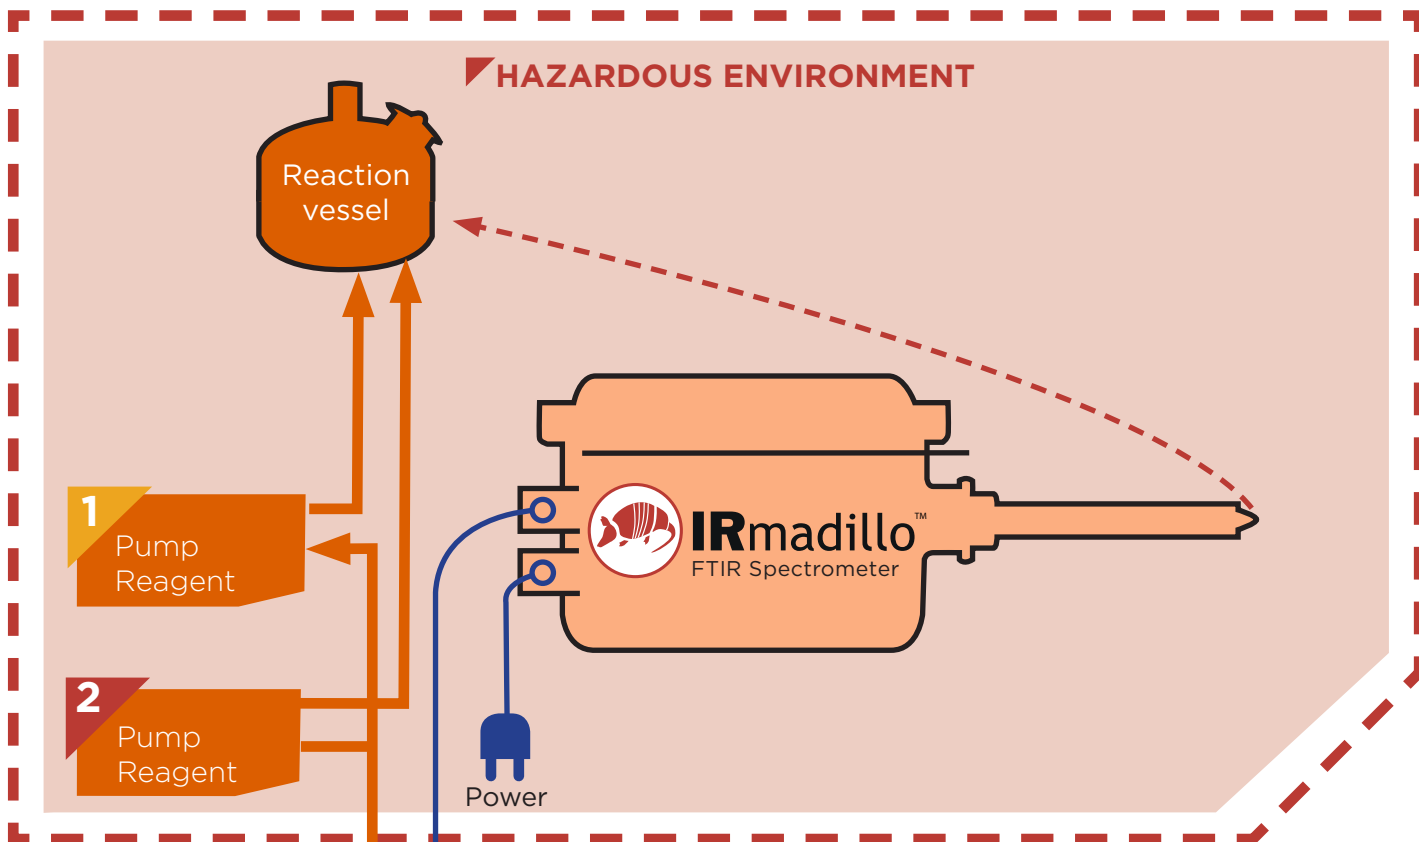 HAZARDOUS ENVIRONMENT
Reaction
vessel
1
Pump
Reagent
IRmadillo™
FTIR Spectrometer
2
Pump
Reagent
Power